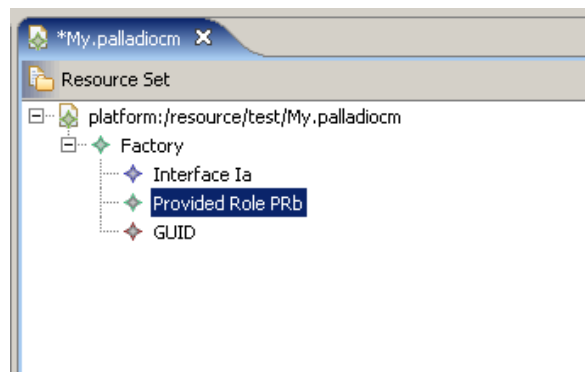 *My.palladiocm
Resource Set
platform:/resource/test/My.palladiocm
Factory
Interface Ia
Provided Role PRb
GUID